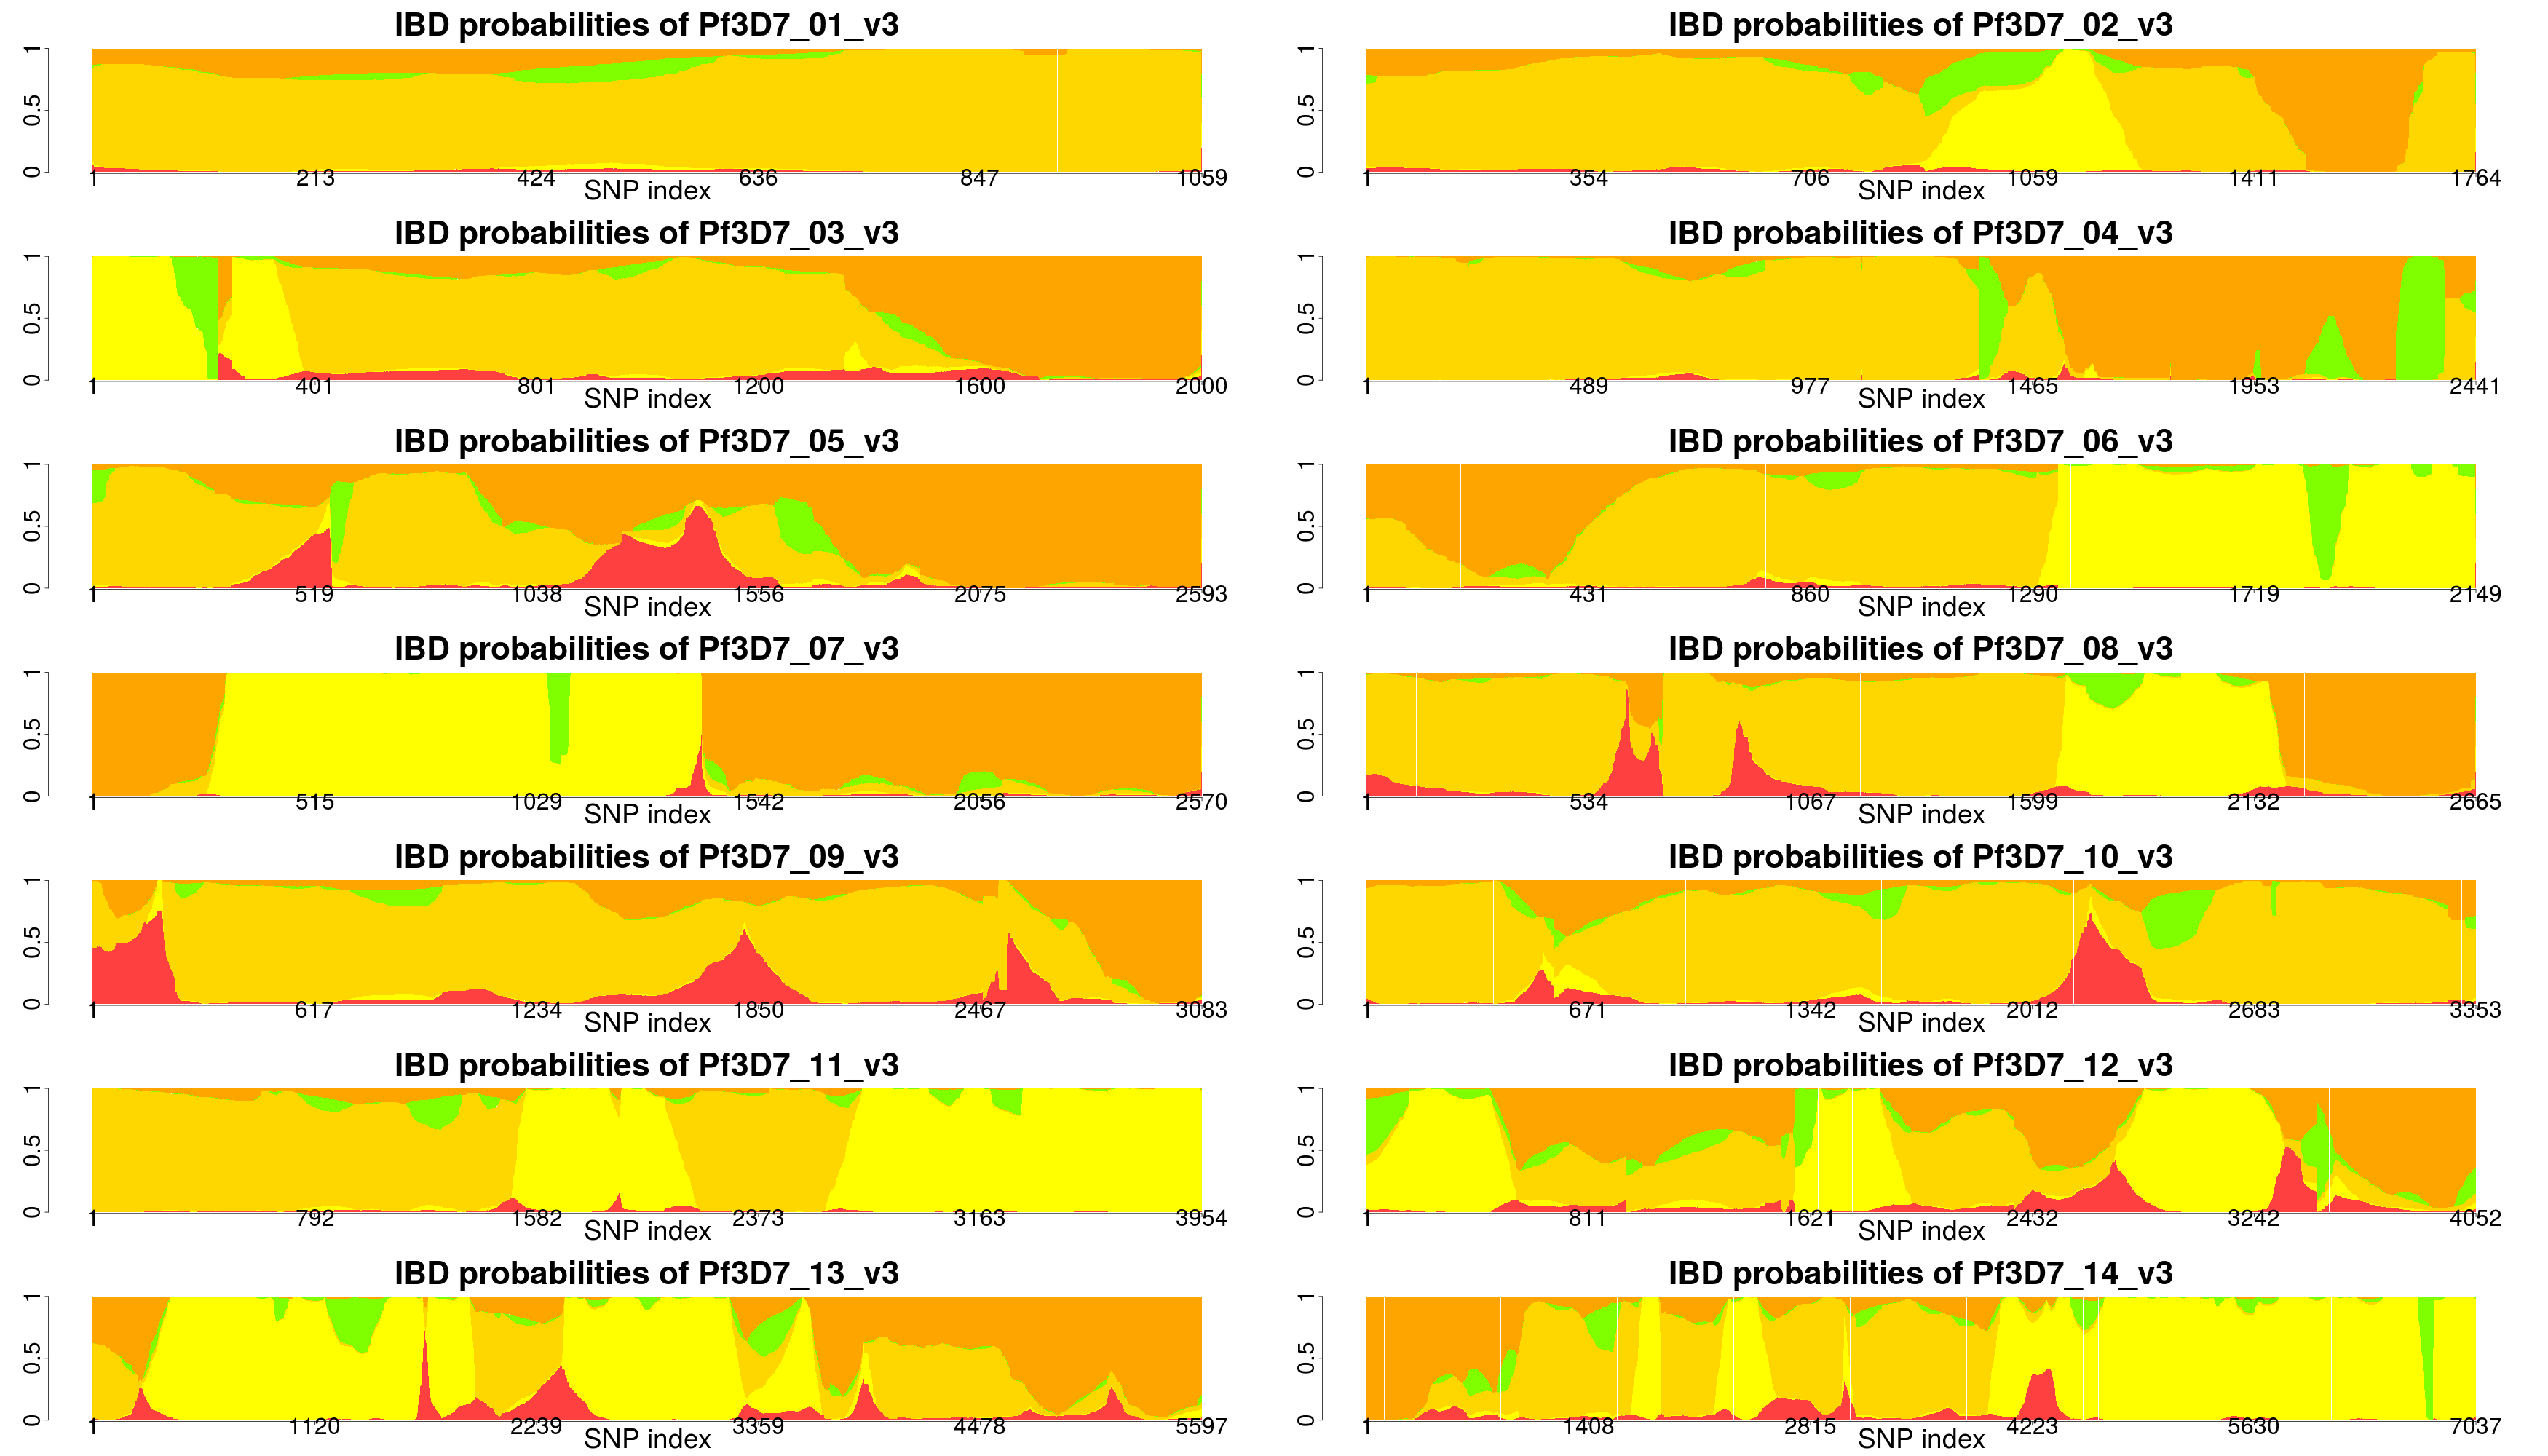 IBD probabilities of Pf3D7_01_v3
0 0.5 1
1 213 424 636 847 1059
SNP index
IBD probabilities of Pf3D7_02_v3
0 0.5 1
1 354 706 1059 1411 1764
SNP index
IBD probabilities of Pf3D7_03_v3
0 0.5 1
1 401 801 1200 1600 2000
SNP index
IBD probabilities of Pf3D7_04_v3
0 0.5 1
1 489 977 1465 1953 2441
SNP index
IBD probabilities of Pf3D7_05_v3
0 0.5 1
1 519 1038 1556 2075 2593
SNP index
IBD probabilities of Pf3D7_06_v3
0 0.5 1
1 431 860 1290 1719 2149
SNP index
IBD probabilities of Pf3D7_07_v3
0 0.5 1
1 515 1029 1542 2056 2570
SNP index
IBD probabilities of Pf3D7_08_v3
0 0.5 1
1 534 1067 1599 2132 2665
SNP index
IBD probabilities of Pf3D7_09_v3
0 0.5 1
1 617 1234 1850 2467 3083
SNP index
IBD probabilities of Pf3D7_10_v3
0 0.5 1
1 671 1342 2012 2683 3353
SNP index
IBD probabilities of Pf3D7_11_v3
0 0.5 1
1 792 1582 2373 3163 3954
SNP index
IBD probabilities of Pf3D7_12_v3
0 0.5 1
1 811 1621 2432 3242 4052
SNP index
IBD probabilities of Pf3D7_13_v3
0 0.5 1
1 1120 2239 3359 4478 5597
SNP index
IBD probabilities of Pf3D7_14_v3
0 0.5 1
1 1408 2815 4223 5630 7037
SNP index